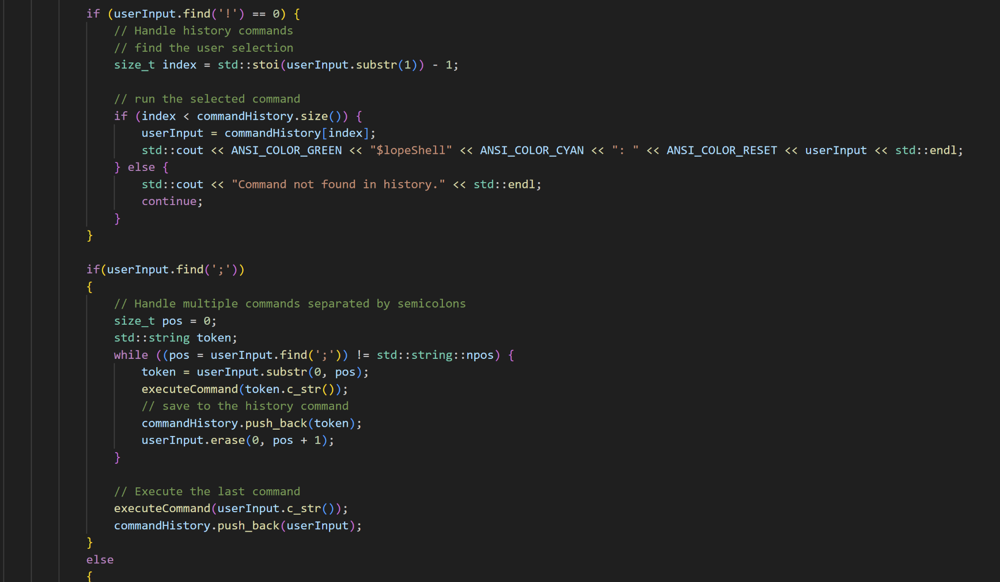 if (userInput.find('!') == 0) {
// Handle history commands
// find the user selection
size_t index = std::stoi(userInput.substr(1)) - 1;
// run the selected command
if (index < commandHistory.size()) {
userInput = commandHistory[index];
std::cout << ANSI_COLOR_GREEN << "$lopeShell" << ANSI_COLOR_CYAN << ": " << ANSI_COLOR_RESET << userInput << std::endl;
} else {
std::cout << "Command not found in history." << std::endl;
continue;
}
}
if(userInput.find(';'))
{
// Handle multiple commands separated by semicolons
size_t pos = 0;
std::string token;
while ((pos = userInput.find(';')) != std::string::npos) {
token = userInput.substr(0, pos);
executeCommand(token.c_str());
// save to the history command
commandHistory.push_back(token);
userInput.erase(0, pos + 1);
}
// Execute the last command
executeCommand(userInput.c_str());
commandHistory.push_back(userInput);
}
else
{